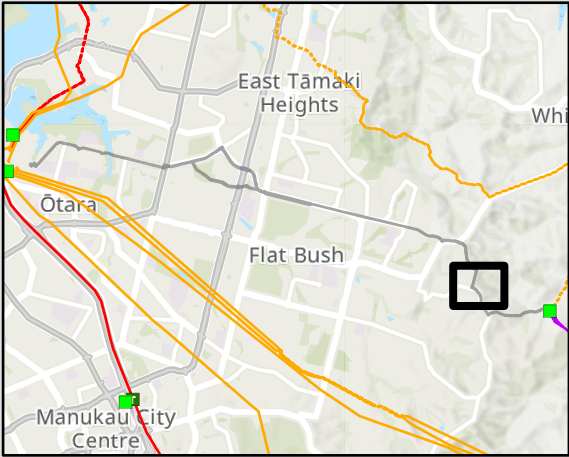 East Tāmaki
Heights
Whi
Ōtara
Flat Bush
Manukau City
Centre